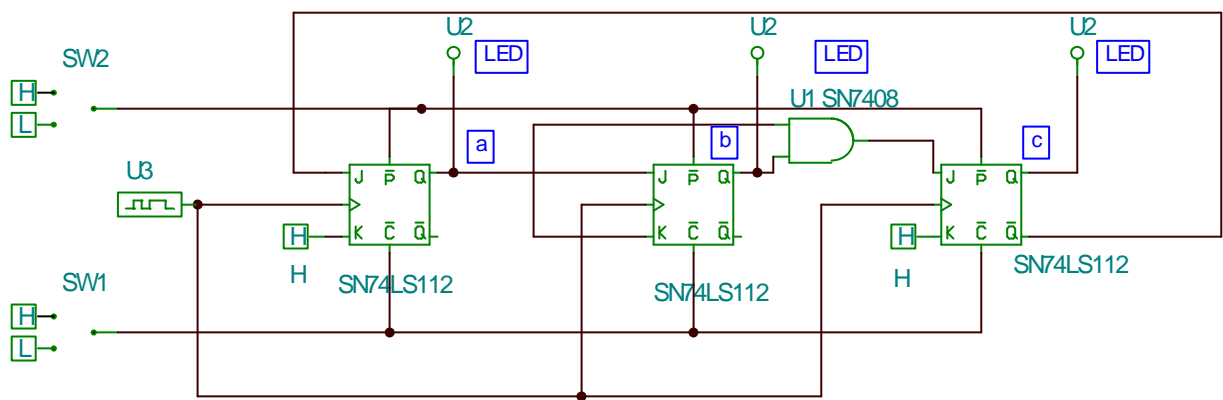 U2
LED
U2
LED
U2
LED
SW2
H
L
U1 SN7408
a
b
c
U3
J P̅ Q
K C̅ Q̅
J P̅ Q
K C̅ Q̅
J P̅ Q
K C̅ Q̅
H
H
H
H
SN74LS112
SN74LS112
SN74LS112
SW1
H
L